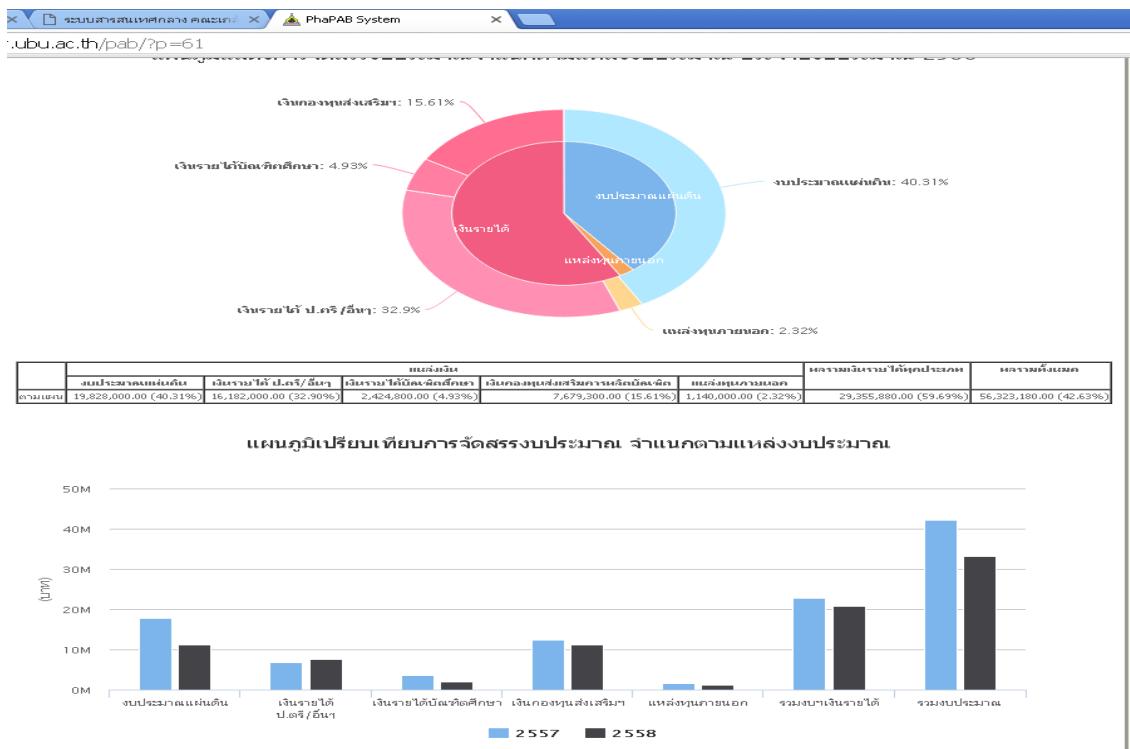 ระบบสารสนเทศกลาง คณะเภ
PhaPAB System
.ubu.ac.th/pab/?p=61
เงินกองทุนส่งเสริมฯ: 15.61%
เงินรายได้บัณฑิตศึกษา: 4.93%
งบประมาณแผ่นดิน: 40.31%
งบประมาณแผ่นดิน
เงินรายได้
แหล่งทุนภายนอก
เงินรายได้ ป.ตรี/อื่นๆ: 32.9%
แหล่งทุนภายนอก: 2.32%
แหล่งเงิน ผลรวมเงินรายได้ทุกประเภท ผลรวมทั้งหมด
งบประมาณแผ่นดิน เงินรายได้ ป.ตรี/อื่นๆ เงินรายได้บัณฑิตศึกษา เงินกองทุนส่งเสริมการผลิตบัณฑิต แหล่งทุนภายนอก
ตามแผน 19,828,000.00 (40.31%) 16,182,000.00 (32.90%) 2,424,800.00 (4.93%) 7,679,300.00 (15.61%) 1,140,000.00 (2.32%) 29,355,880.00 (59.69%) 56,323,180.00 (42.63%)
แผนภูมิเปรียบเทียบการจัดสรรงบประมาณ จำแนกตามแหล่งงบประมาณ
50M
40M
30M
20M
10M
0M
(บาท)
งบประมาณแผ่นดิน เงินรายได้ เงินรายได้บัณฑิตศึกษา เงินกองทุนส่งเสริมฯ แหล่งทุนภายนอก รวมงบฯเงินรายได้ รวมงบประมาณ
ป.ตรี/อื่นๆ
2557 2558